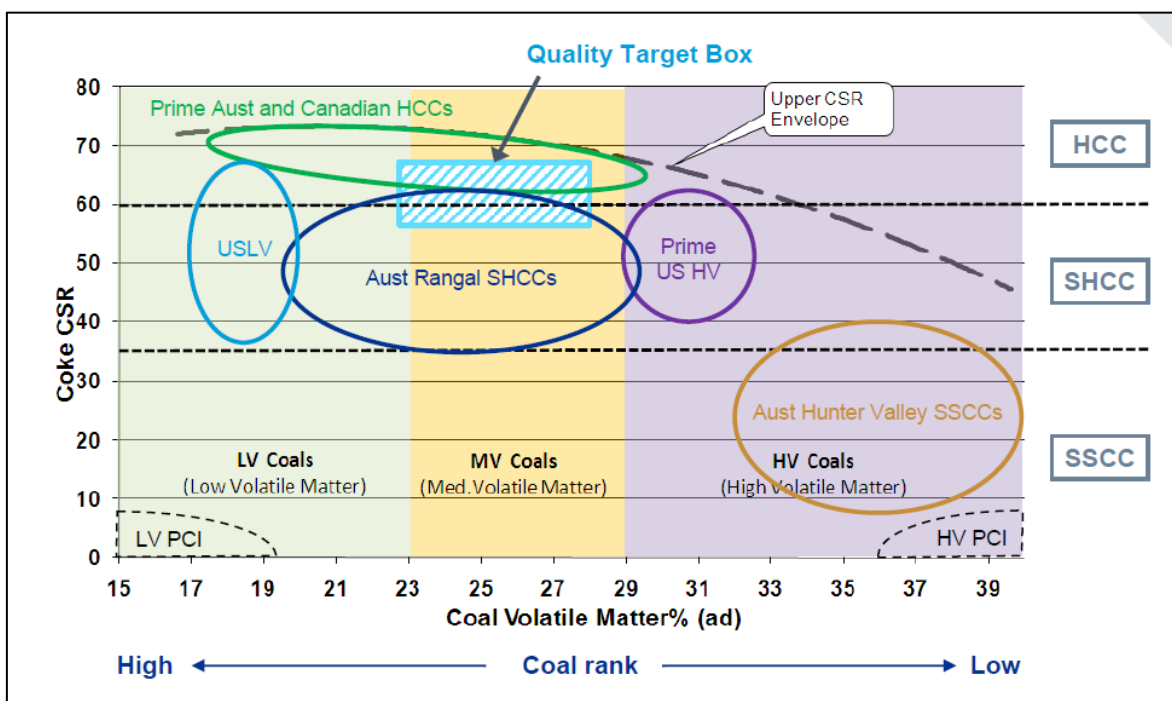 Quality Target Box
80
70
60
50
40
30
20
10
0
Coke CSR
Prime Aust and Canadian HCCs
Upper CSR
Envelope
HCC
USLV
Aust Rangal SHCCs
Prime
US HV
SHCC
Aust Hunter Valley SSCCs
SSCC
LV Coals
(Low Volatile Matter)
MV Coals
(Med.Volatile Matter)
HV Coals
(High Volatile Matter)
LV PCI
HV PCI
15 17 19 21 23 25 27 29 31 33 35 37 39
Coal Volatile Matter% (ad)
High Coal rank Low